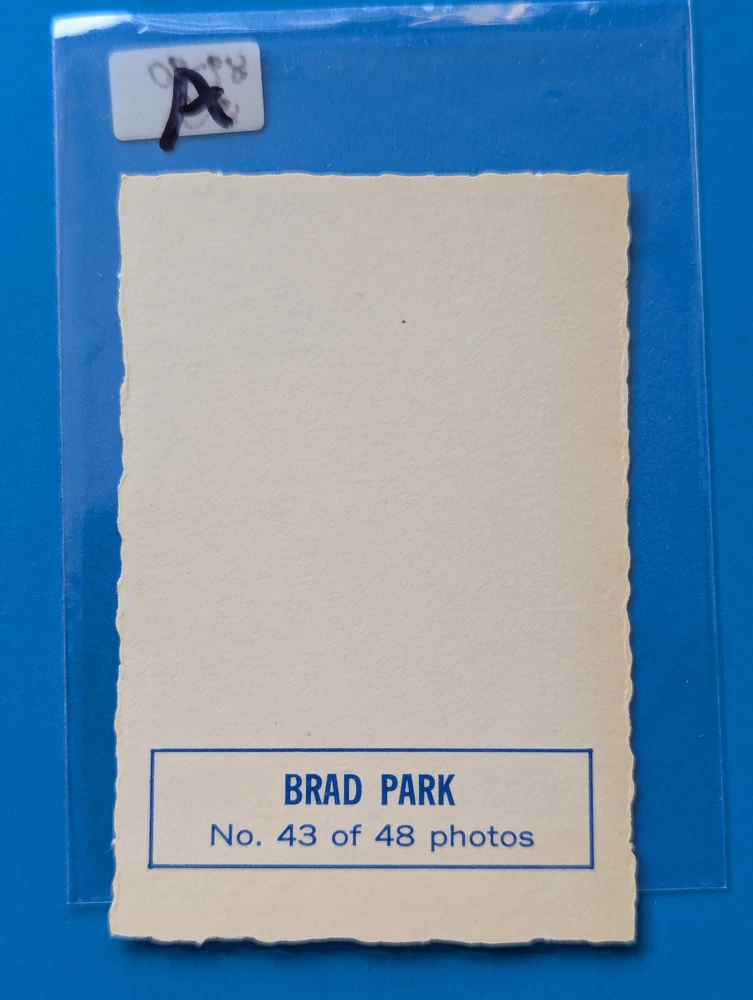 A
BRAD PARK
No. 43 of 48 photos